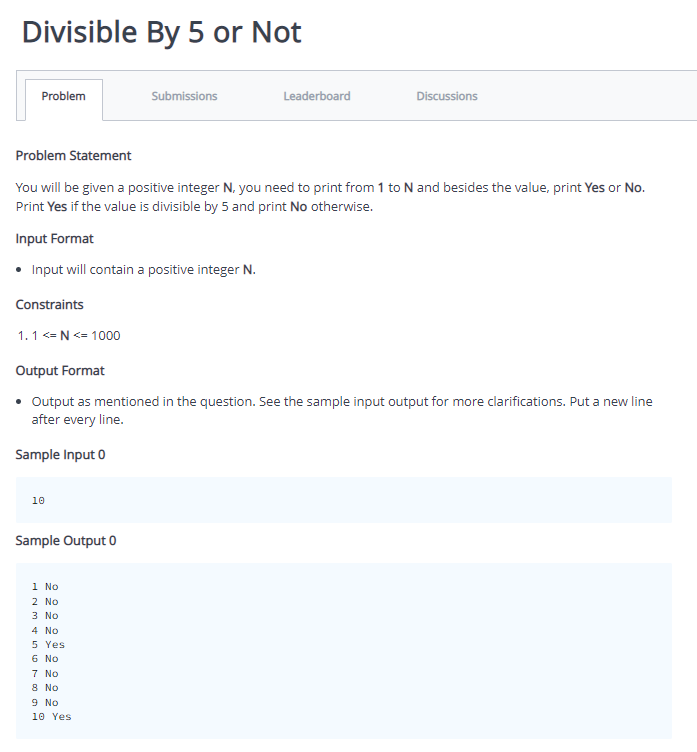 Divisible By 5 or Not
Problem
Submissions
Leaderboard
Discussions
Problem Statement
You will be given a positive integer N, you need to print from 1 to N and besides the value, print Yes or No.
Print Yes if the value is divisible by 5 and print No otherwise.
Input Format
• Input will contain a positive integer N.
Constraints
1. 1 <= N <= 1000
Output Format
• Output as mentioned in the question. See the sample input output for more clarifications. Put a new line
after every line.
Sample Input 0
10
Sample Output 0
1 No
2 No
3 No
4 No
5 Yes
6 No
7 No
8 No
9 No
10 Yes